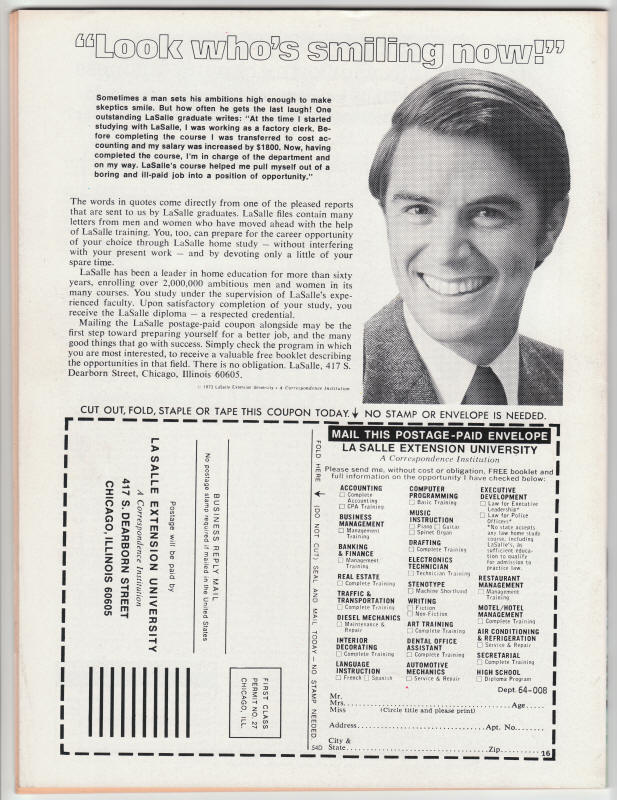 “Look who's smiling now!”
Sometimes a man sets his ambitions high enough to make
skeptics smile. But how often he gets the last laugh! One
outstanding LaSalle graduate writes: "At the time I started
studying with LaSalle, I was working as a factory clerk. Be-
fore completing the course I was transferred to cost ac-
counting and my salary was increased by $1800. Now, having
completed the course, I'm in charge of the department and
on my way. LaSalle's course helped me pull myself out of a
boring and ill-paid job into a position of opportunity."
The words in quotes come directly from one of the pleased reports
that are sent to us by LaSalle graduates. LaSalle files contain many
letters from men and women who have moved ahead with the help
of LaSalle training. You, too, can prepare for the career opportunity
of your choice through LaSalle home study — without interfering
with your present work — and by devoting only a little of your
spare time.
LaSalle has been a leader in home education for more than sixty
years, enrolling over 2,000,000 ambitious men and women in its
many courses. You study under the supervision of LaSalle's expe-
rienced faculty. Upon satisfactory completion of your study, you
receive the LaSalle diploma — a respected credential.
Mailing the LaSalle postage-paid coupon alongside may be the
first step toward preparing yourself for a better job, and the many
good things that go with success. Simply check the program in which
you are most interested, to receive a valuable free booklet describing
the opportunities in that field. There is no obligation. LaSalle, 417 S.
Dearborn Street, Chicago, Illinois 60605.
© 1973 LaSalle Extension University • A Correspondence Institution
CUT OUT, FOLD, STAPLE OR TAPE THIS COUPON TODAY. ↓ NO STAMP OR ENVELOPE IS NEEDED.
FIRST CLASS
PERMIT NO. 27
CHICAGO, ILL.
BUSINESS REPLY MAIL
No postage stamp required if mailed in the United States
Postage will be paid by
LA SALLE EXTENSION UNIVERSITY
A Correspondence Institution
417 S. DEARBORN STREET
CHICAGO, ILLINOIS 60605
FOLD HERE → (DO NOT CUT) SEAL AND MAIL TODAY — NO STAMP NEEDED.
54D
MAIL THIS POSTAGE-PAID ENVELOPE
LA SALLE EXTENSION UNIVERSITY
A Correspondence Institution
Please send me, without cost or obligation, FREE booklet and
full information on the opportunity I have checked below:
ACCOUNTING
□ Complete
Accounting
□ CPA Training
BUSINESS
MANAGEMENT
□ Management
Training
BANKING
& FINANCE
□ Management
Training
REAL ESTATE
□ Complete Training
TRAFFIC &
TRANSPORTATION
□ Complete Training
DIESEL MECHANICS
□ Maintenance &
Repair
INTERIOR
DECORATING
□ Complete Training
LANGUAGE
INSTRUCTION
□ French □ Spanish
COMPUTER
PROGRAMMING
□ Basic Training
MUSIC
INSTRUCTION
□ Piano □ Guitar
□ Spinet Organ
DRAFTING
□ Complete Training
ELECTRONICS
TECHNICIAN
□ Technician Training
STENOTYPE
□ Machine Shorthand
WRITING
□ Fiction
□ Non-Fiction
ART TRAINING
□ Complete Training
DENTAL OFFICE
ASSISTANT
□ Complete Training
AUTOMOTIVE
MECHANICS
□ Service & Repair
EXECUTIVE
DEVELOPMENT
□ Law for Executive
Leadership*
□ Law for Police
Officers*
*No state accepts
any law home study
course, including
LaSalle's, as
sufficient educa-
tion to qualify
for admission to
practice law.
RESTAURANT
MANAGEMENT
□ Management
Training
MOTEL/HOTEL
MANAGEMENT
□ Complete Training
AIR CONDITIONING
& REFRIGERATION
□ Service & Repair
SECRETARIAL
□ Complete Training
HIGH SCHOOL
□ Diploma Program
Dept. 64-008
Mr.
Mrs. Age
Miss (Circle title and please print)
Address Apt. No.
City &
State Zip 16